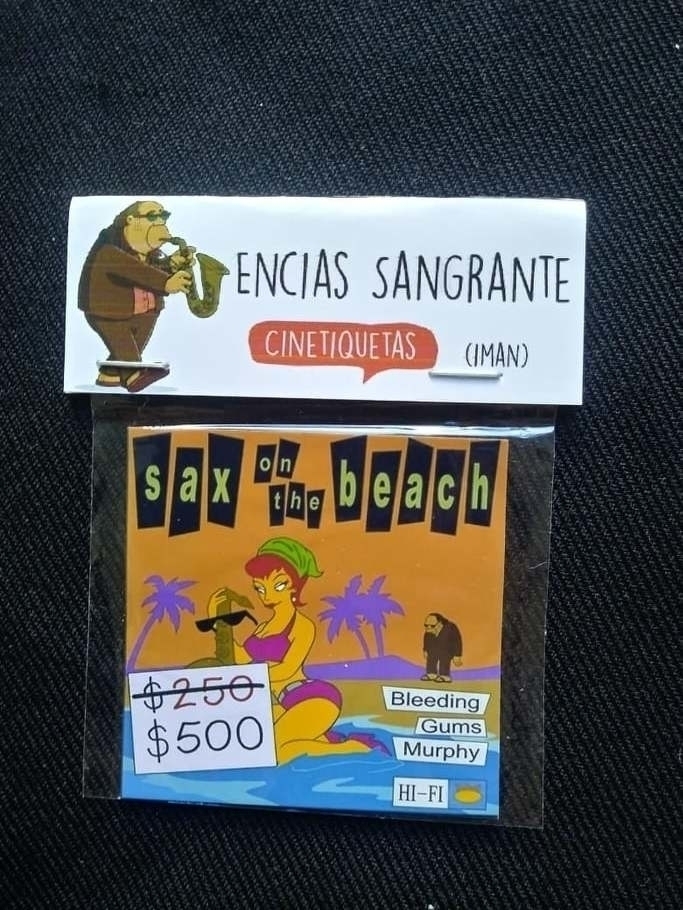 ENCIAS SANGRANTE
CINETIQUETAS (IMAN)
sax on the beach
$250
$500
Bleeding
Gums
Murphy
HI-FI